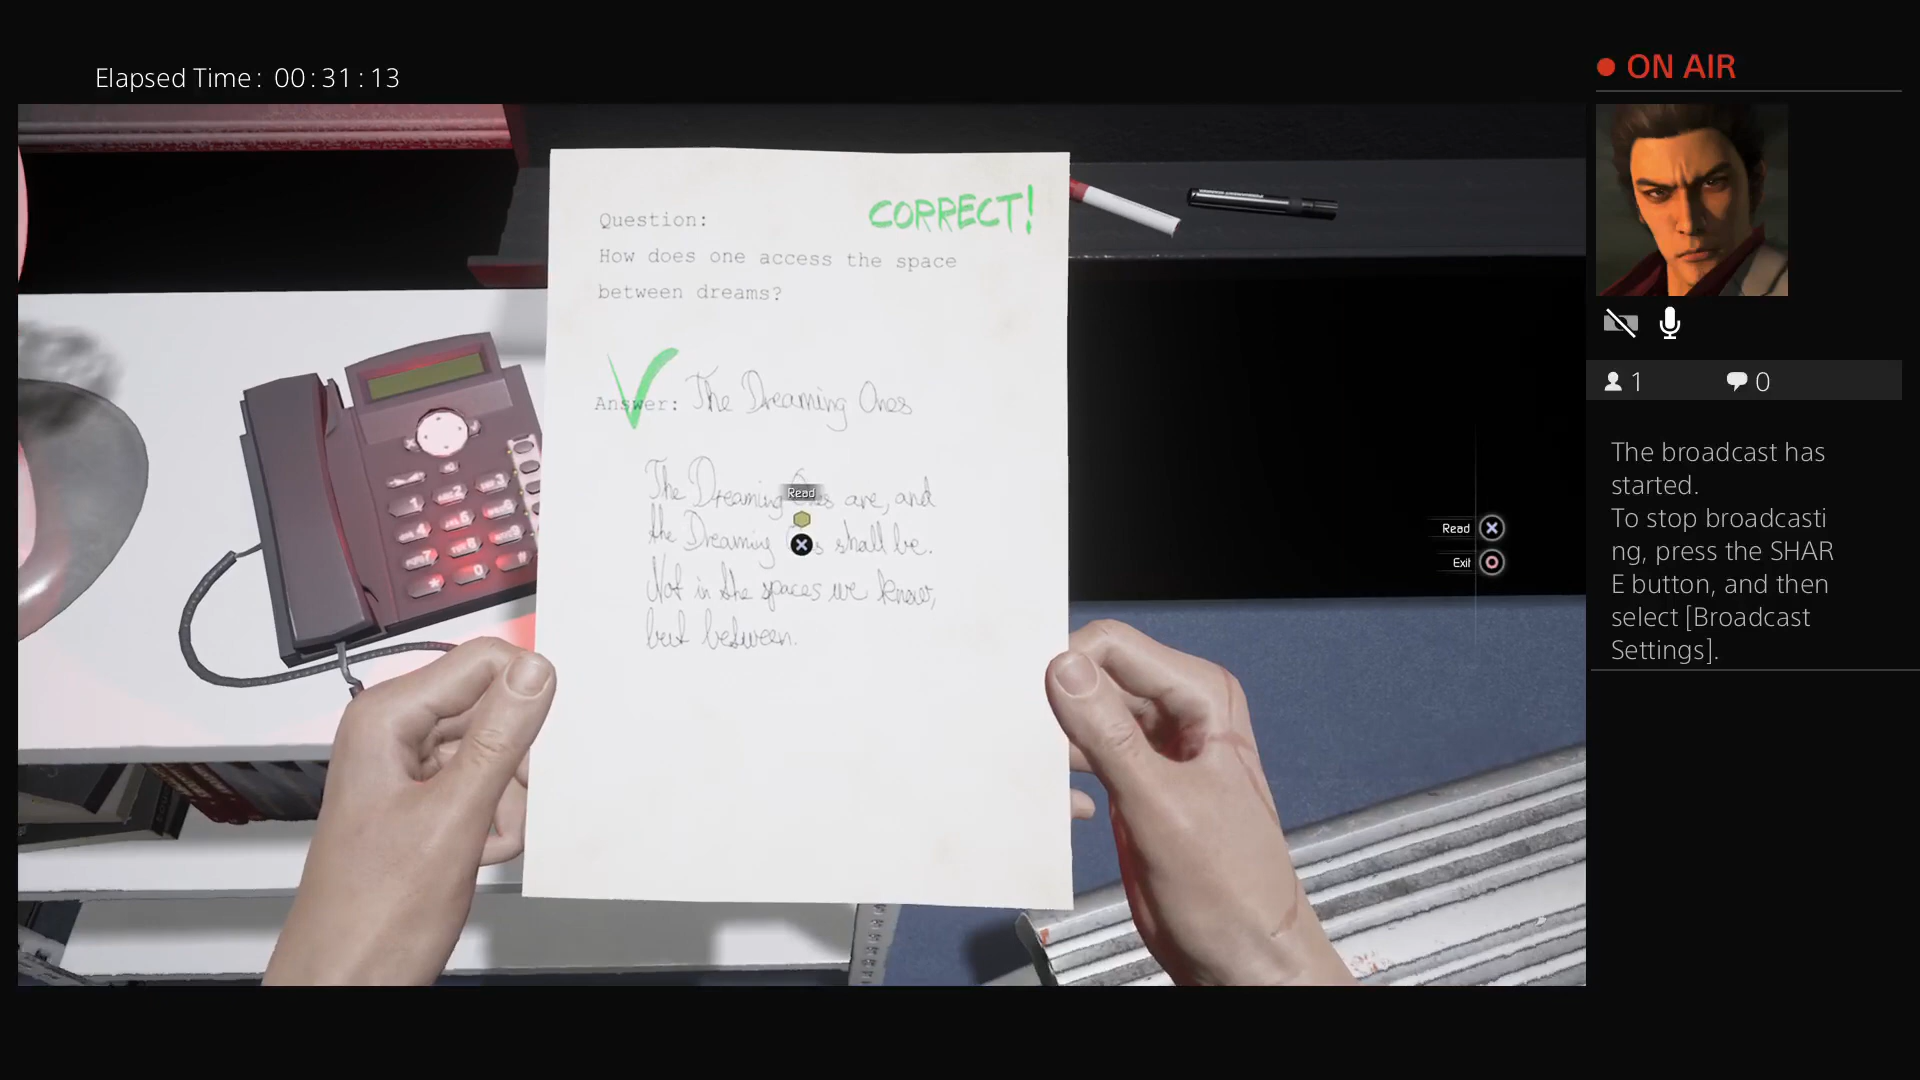 Elapsed Time: 00:31:13
ON AIR
CORRECT!
Question:
How does one access the space
between dreams?
Answer: The Dreaming Ones
The Dreaming Ones are, and
the Dreaming Ones shall be.
Not in the spaces we know,
but between.
Read
Read
Exit
1
0
The broadcast has
started.
To stop broadcasti
ng, press the SHAR
E button, and then
select [Broadcast
Settings].